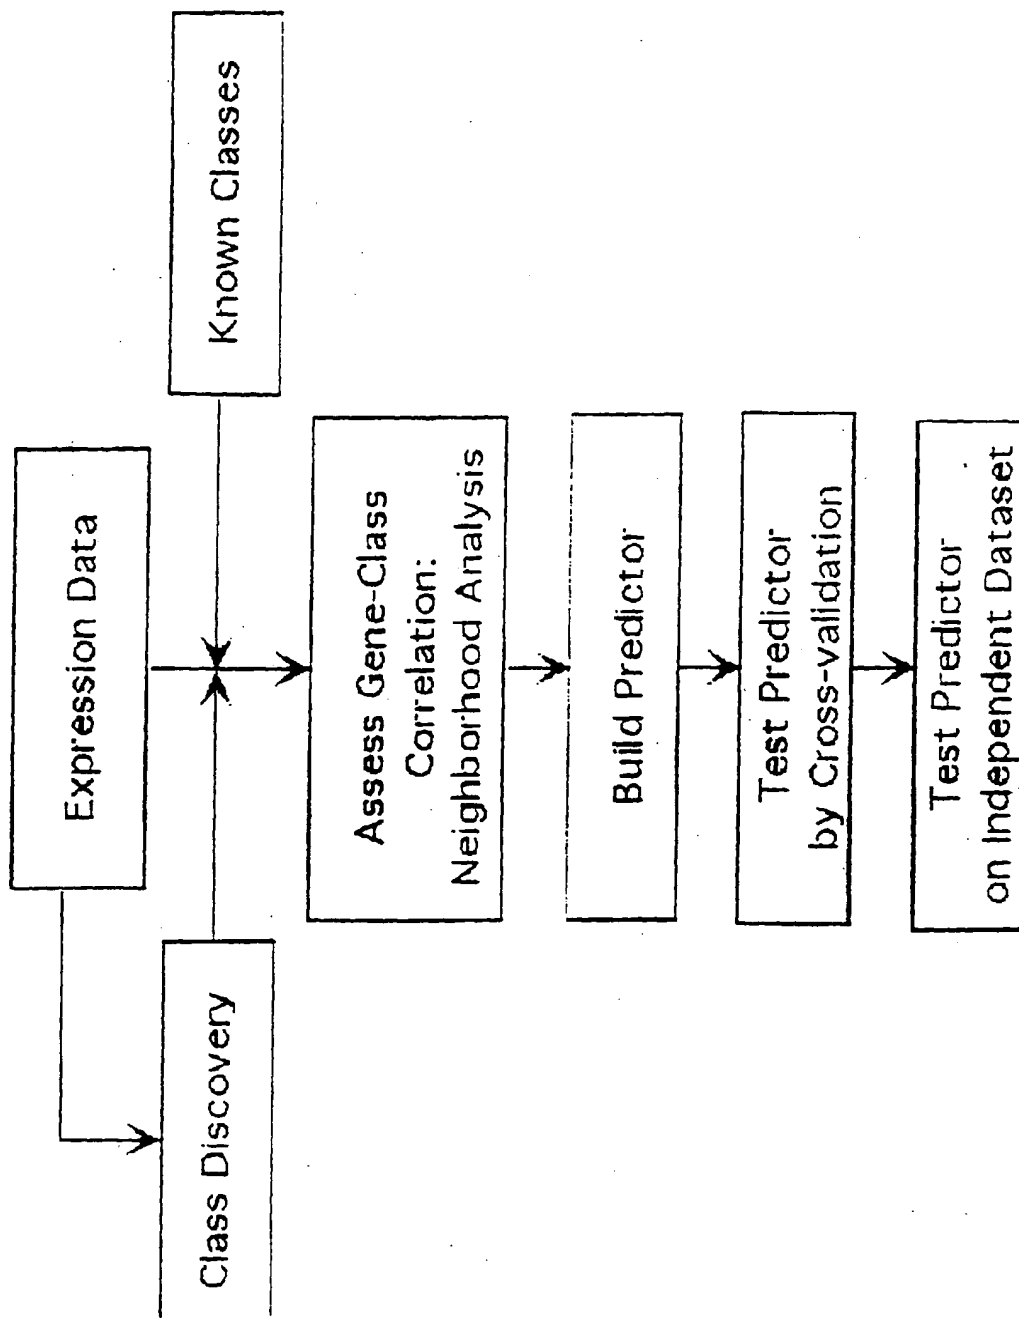 Expression Data
Known Classes
Class Discovery
Assess Gene-Class
Correlation:
Neighborhood Analysis
Build Predictor
Test Predictor
by Cross-validation
Test Predictor
on Independent Dataset